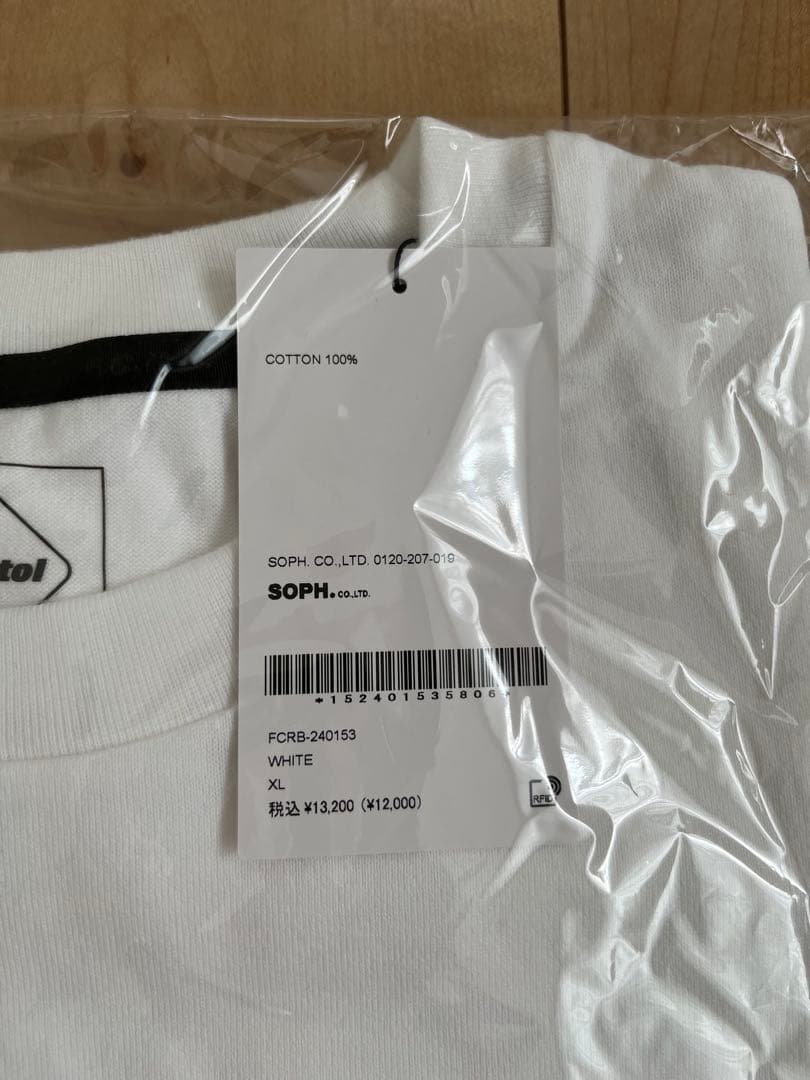 COTTON 100%
tol
SOPH. CO.,LTD. 0120-207-019
SOPH.CO.,LTD.
*152401535806*
FCRB-240153
WHITE
XL
税込 ¥13,200 (¥12,000)
RFID